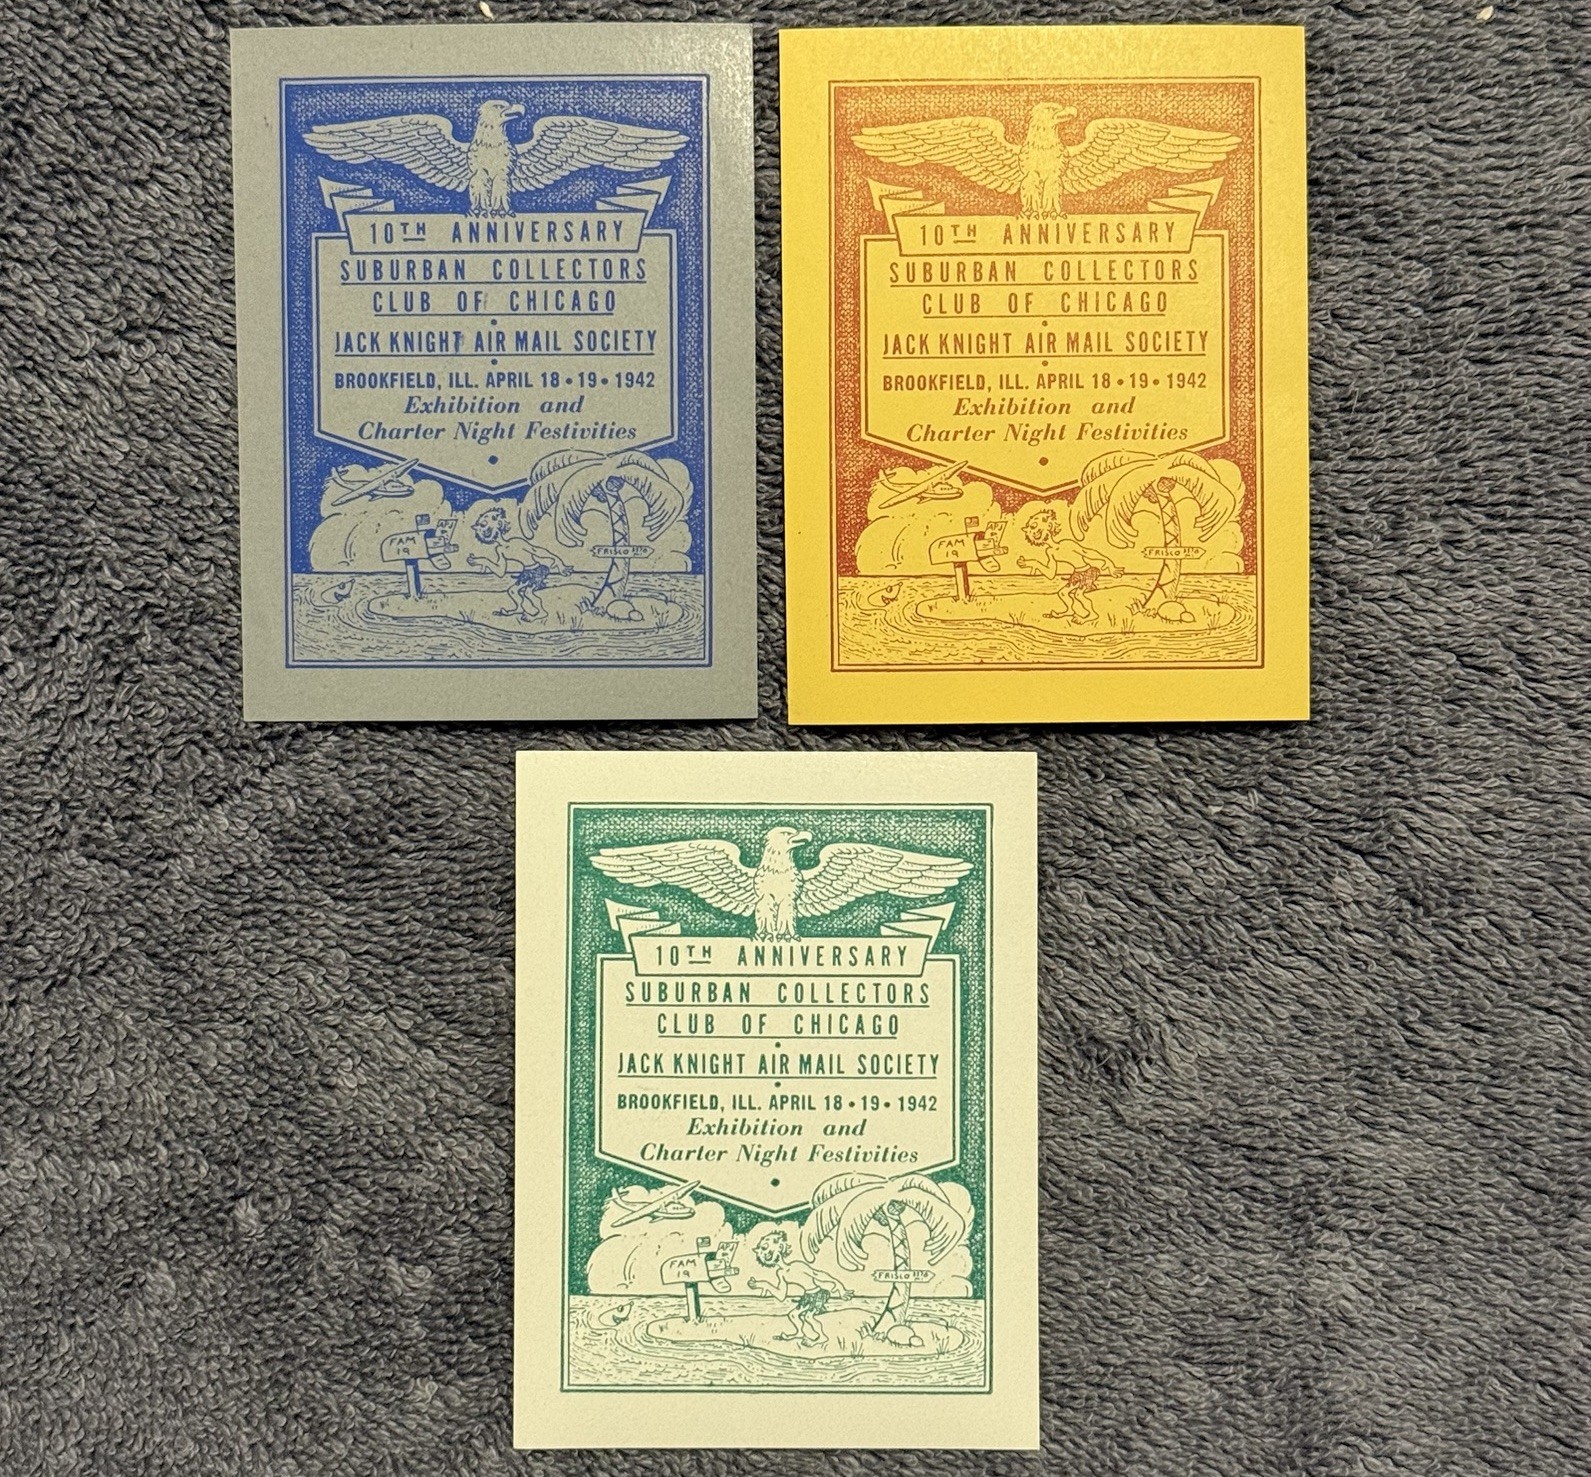 10TH ANNIVERSARY
SUBURBAN COLLECTORS
CLUB OF CHICAGO
JACK KNIGHT AIR MAIL SOCIETY
BROOKFIELD, ILL. APRIL 18 • 19 • 1942
Exhibition and
Charter Night Festivities
FAM
19
FRISCO
10TH ANNIVERSARY
SUBURBAN COLLECTORS
CLUB OF CHICAGO
JACK KNIGHT AIR MAIL SOCIETY
BROOKFIELD, ILL. APRIL 18 • 19 • 1942
Exhibition and
Charter Night Festivities
FAM
19
FRISCO
10TH ANNIVERSARY
SUBURBAN COLLECTORS
CLUB OF CHICAGO
JACK KNIGHT AIR MAIL SOCIETY
BROOKFIELD, ILL. APRIL 18 • 19 • 1942
Exhibition and
Charter Night Festivities
FAM
19
FRISCO